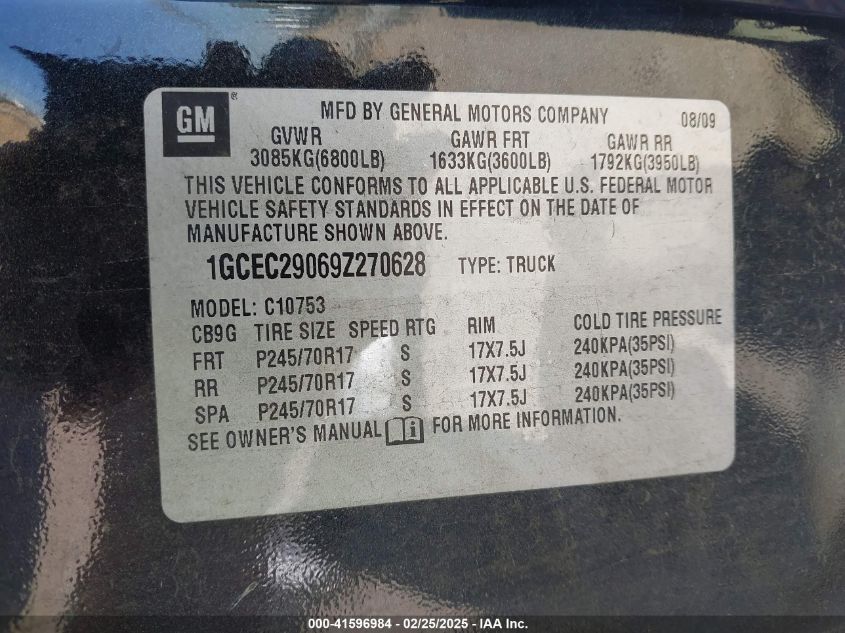 GM ® MFD BY GENERAL MOTORS COMPANY 08/09
GVWR GAWR FRT GAWR RR
3085KG(6800LB) 1633KG(3600LB) 1792KG(3950LB)
THIS VEHICLE CONFORMS TO ALL APPLICABLE U.S. FEDERAL MOTOR
VEHICLE SAFETY STANDARDS IN EFFECT ON THE DATE OF
MANUFACTURE SHOWN ABOVE.
1GCEC29069Z270628 TYPE: TRUCK
MODEL: C10753
CB9G TIRE SIZE SPEED RTG RIM COLD TIRE PRESSURE
FRT P245/70R17 S 17X7.5J 240KPA(35PSI)
RR P245/70R17 S 17X7.5J 240KPA(35PSI)
SPA P245/70R17 S 17X7.5J 240KPA(35PSI)
SEE OWNER'S MANUAL i FOR MORE INFORMATION.
000-41596984 - 02/25/2025 - IAA Inc.